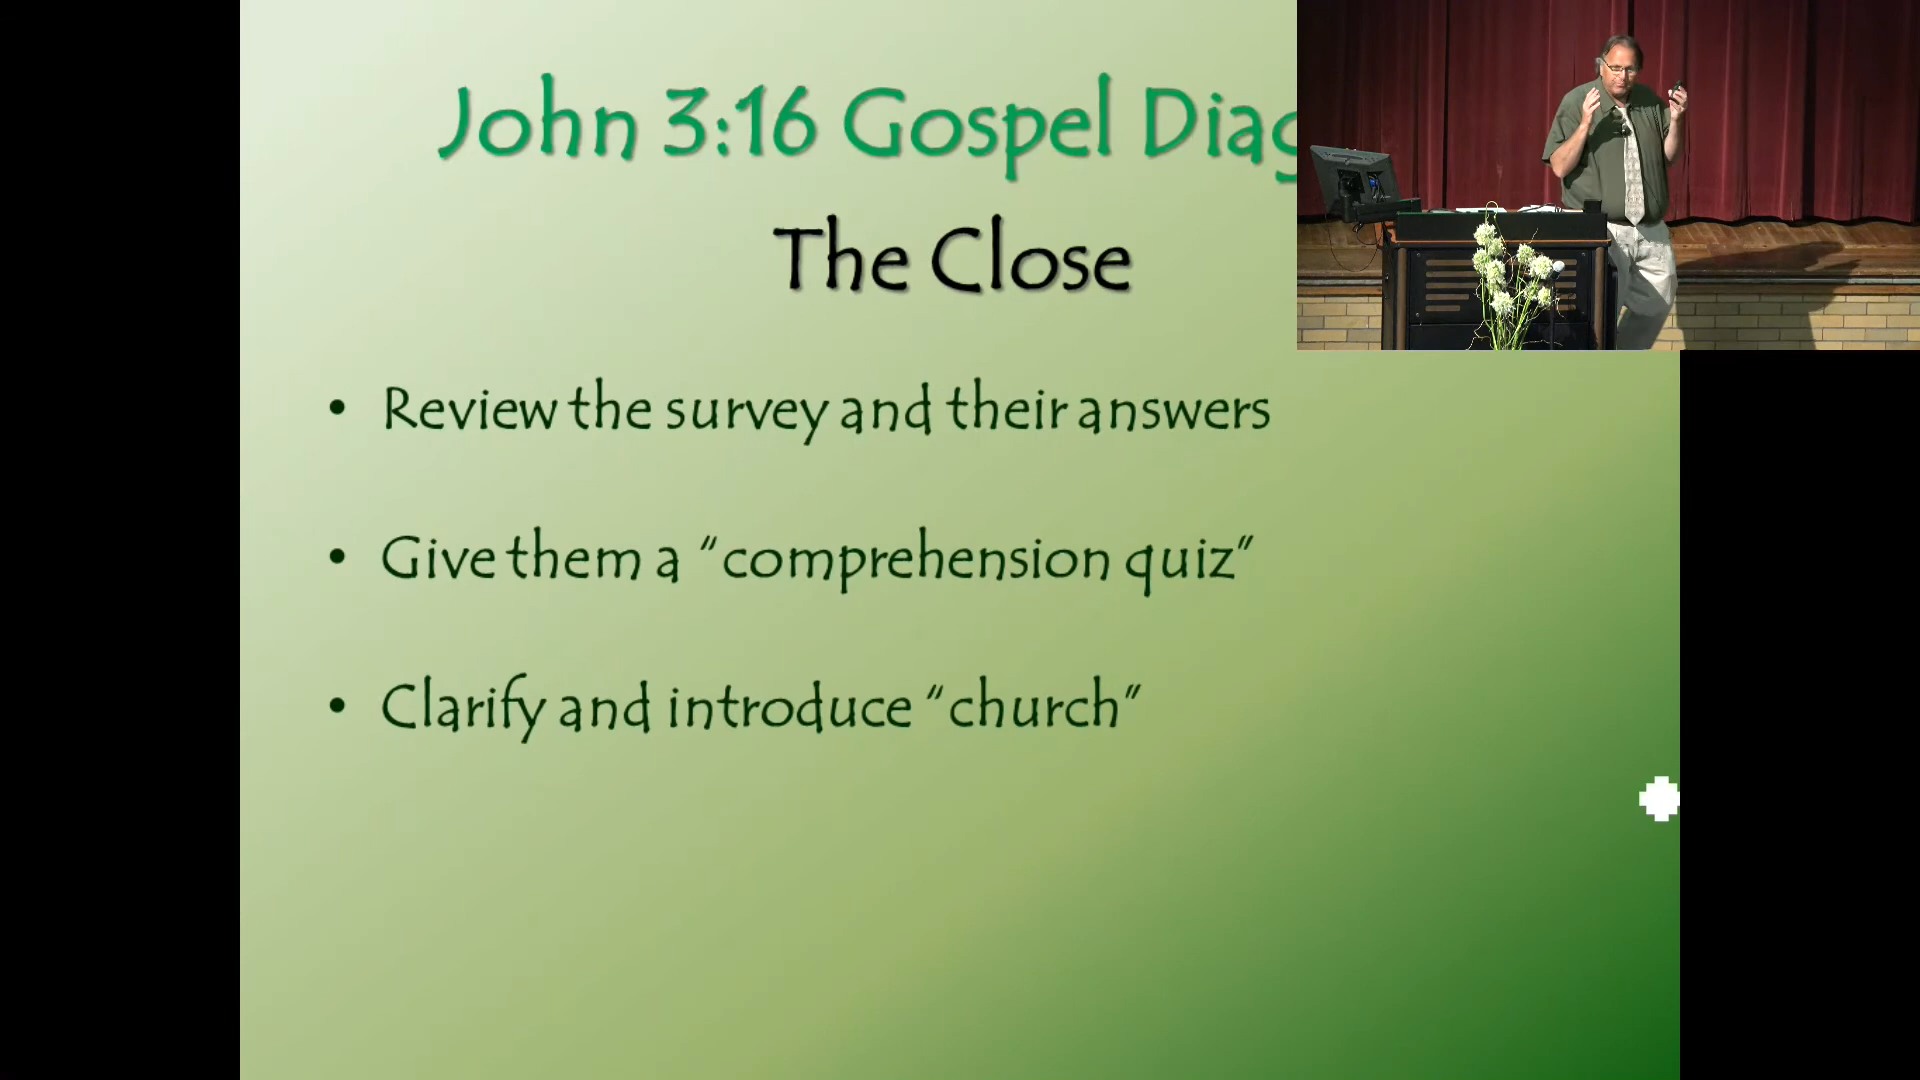 John 3:16 Gospel Diag
The Close
• Review the survey and their answers
• Give them a “comprehension quiz”
• Clarify and introduce “church”